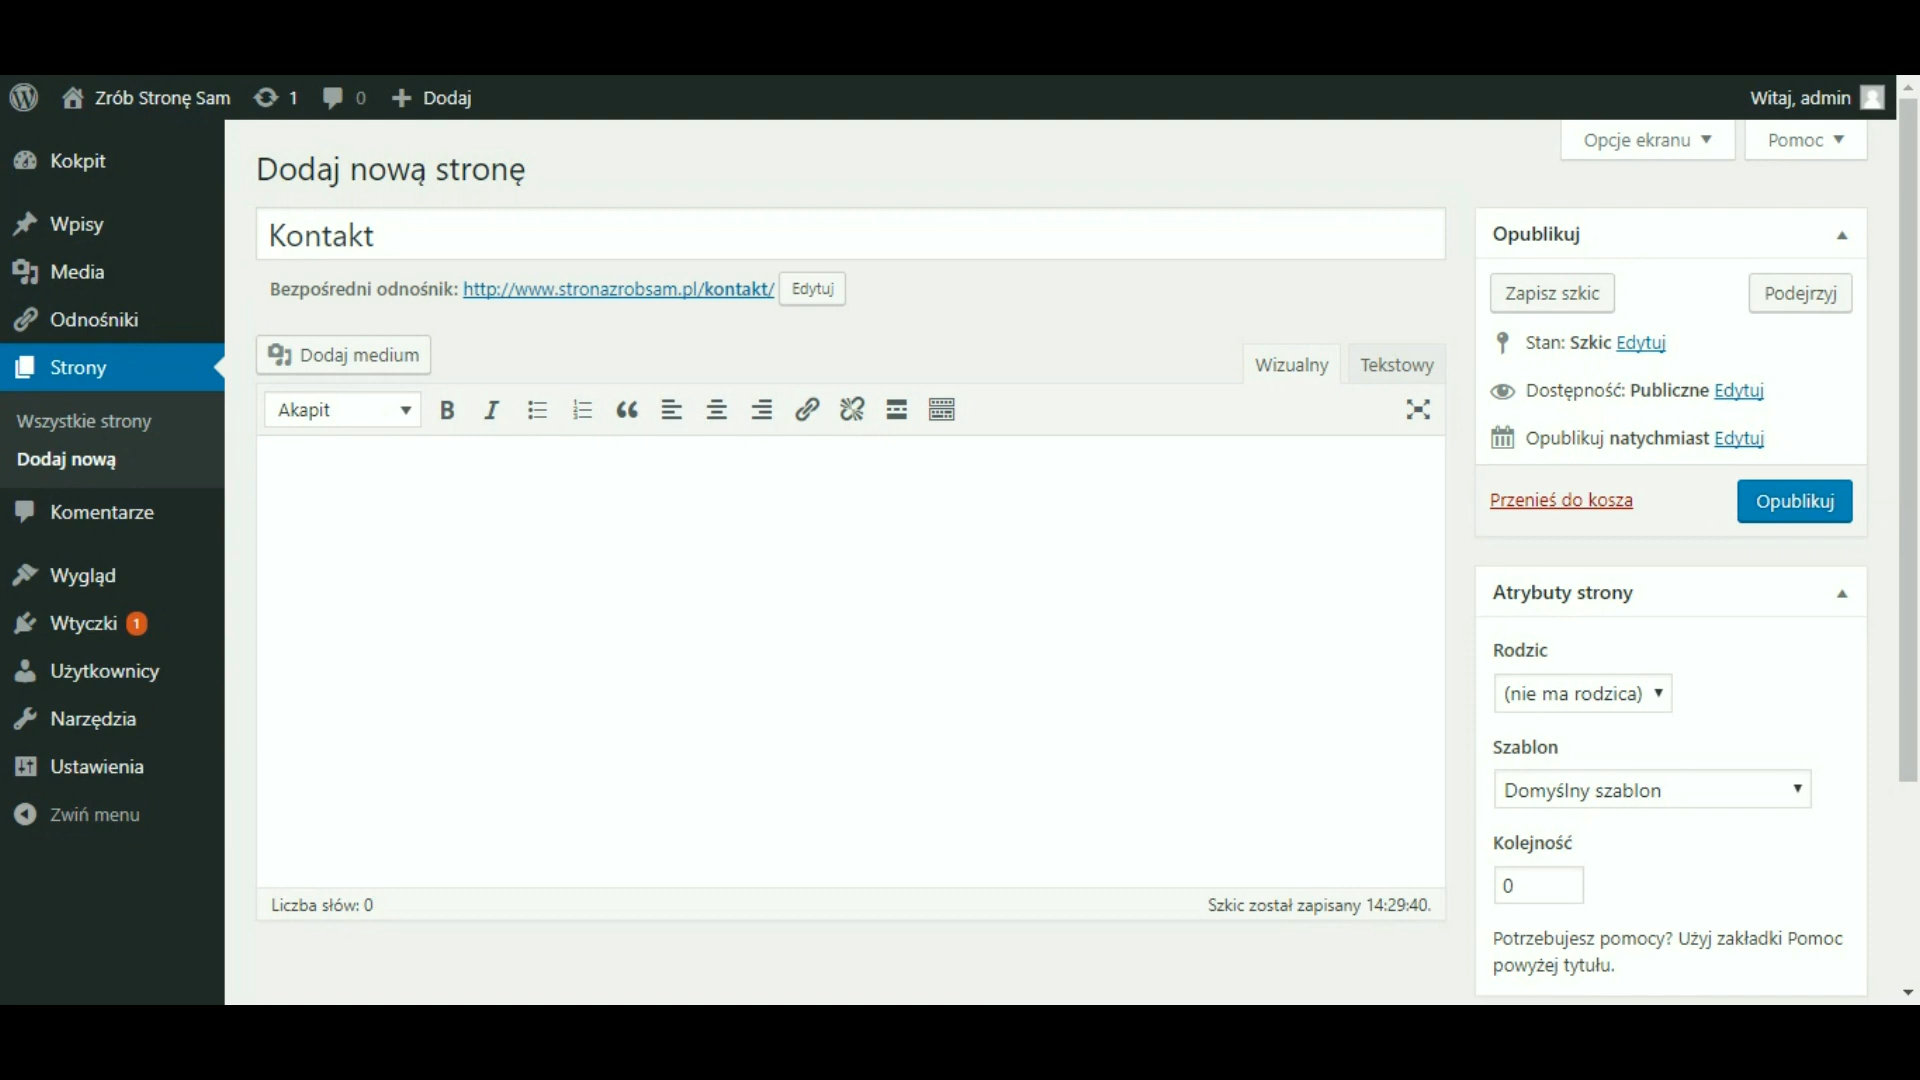 Zrób Stronę Sam 1 0 Dodaj Witaj, admin
Opcje ekranu Pomoc
Kokpit
Wpisy
Media
Odnośniki
Strony
Wszystkie strony
Dodaj nową
Komentarze
Wygląd
Wtyczki 1
Użytkownicy
Narzędzia
Ustawienia
Zwiń menu
Dodaj nową stronę
Kontakt
Bezpośredni odnośnik: http://www.stronazrobsam.pl/kontakt/ Edytuj
Dodaj medium
Wizualny Tekstowy
Akapit B I
Liczba słów: 0 Szkic został zapisany 14:29:40.
Opublikuj
Zapisz szkic Podejrzyj
Stan: Szkic Edytuj
Dostępność: Publiczne Edytuj
Opublikuj natychmiast Edytuj
Przenieś do kosza Opublikuj
Atrybuty strony
Rodzic
(nie ma rodzica)
Szablon
Domyślny szablon
Kolejność
0
Potrzebujesz pomocy? Użyj zakładki Pomoc
powyżej tytułu.